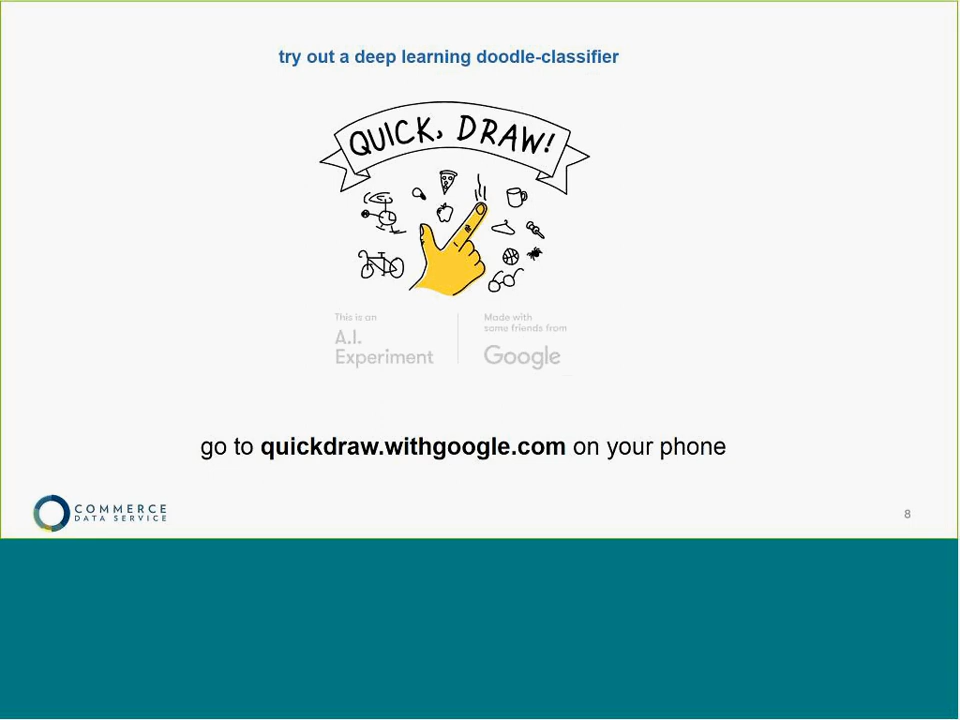 try out a deep learning doodle-classifier
QUICK, DRAW!
This is an
A.I.
Experiment
Made with
some friends from
Google
go to quickdraw.withgoogle.com on your phone
COMMERCE
DATA SERVICE
8